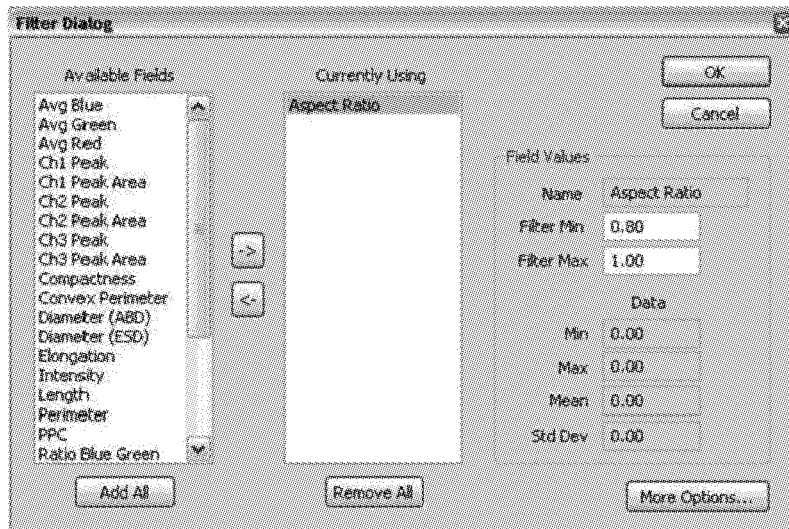 Filter Dialog
Available Fields
Avg Blue
Avg Green
Avg Red
Ch1 Peak
Ch1 Peak Area
Ch2 Peak
Ch2 Peak Area
Ch3 Peak
Ch3 Peak Area
Compactness
Convex Perimeter
Diameter (ABD)
Diameter (ESD)
Elongation
Intensity
Length
Perimeter
PPC
Ratio Blue Green
Add All
->
<-
Currently Using
Aspect Ratio
Remove All
OK
Cancel
Field Values
Name Aspect Ratio
Filter Min 0.80
Filter Max 1.00
Data
Min 0.00
Max 0.00
Mean 0.00
Std Dev 0.00
More Options...